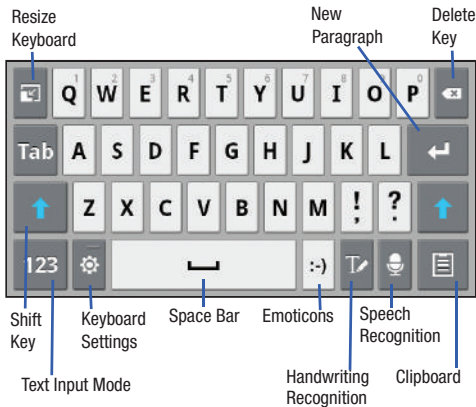 Resize
Keyboard
New
Paragraph
Delete
Key
1 2 3 4 5 6 7 8 9 0
Q W E R T Y U I O P
Tab A S D F G H J K L
Z X C V B N M ! , ? .
123 :-) T
Shift
Key
Keyboard
Settings
Space Bar
Emoticons
Speech
Recognition
Text Input Mode
Handwriting
Recognition
Clipboard